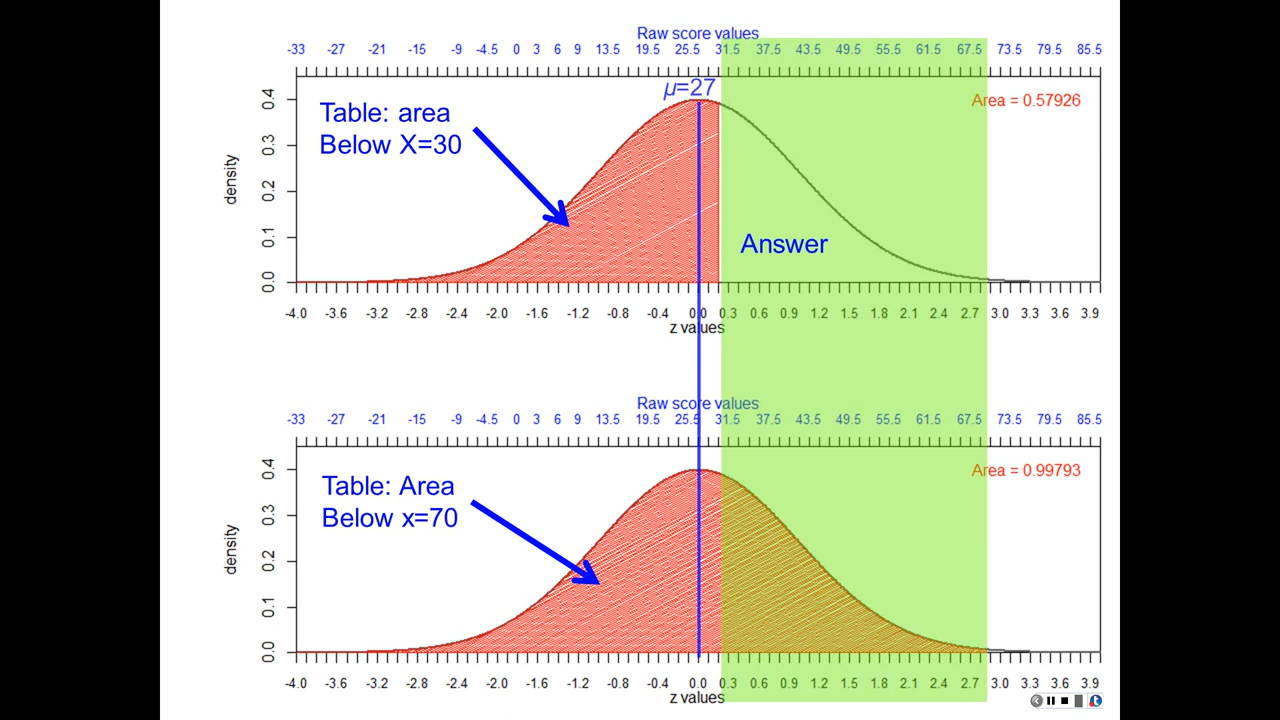 Raw score values
-33 -27 -21 -15 -9 -4.5 0 3 6 9 13.5 19.5 25.5 31.5 37.5 43.5 49.5 55.5 61.5 67.5 73.5 79.5 85.5
μ=27
Area = 0.57926
Table: area
Below X=30
density
0.4
0.3
0.2
0.1
0.0
Answer
-4.0 -3.6 -3.2 -2.8 -2.4 -2.0 -1.6 -1.2 -0.8 -0.4 0.0 0.3 0.6 0.9 1.2 1.5 1.8 2.1 2.4 2.7 3.0 3.3 3.6 3.9
z values
Raw score values
-33 -27 -21 -15 -9 -4.5 0 3 6 9 13.5 19.5 25.5 31.5 37.5 43.5 49.5 55.5 61.5 67.5 73.5 79.5 85.5
Area = 0.99793
Table: Area
Below x=70
density
0.4
0.3
0.2
0.1
0.0
-4.0 -3.6 -3.2 -2.8 -2.4 -2.0 -1.6 -1.2 -0.8 -0.4 0.0 0.3 0.6 0.9 1.2 1.5 1.8 2.1 2.4 2.7 3.0 3.3 3.6 3.9
z values